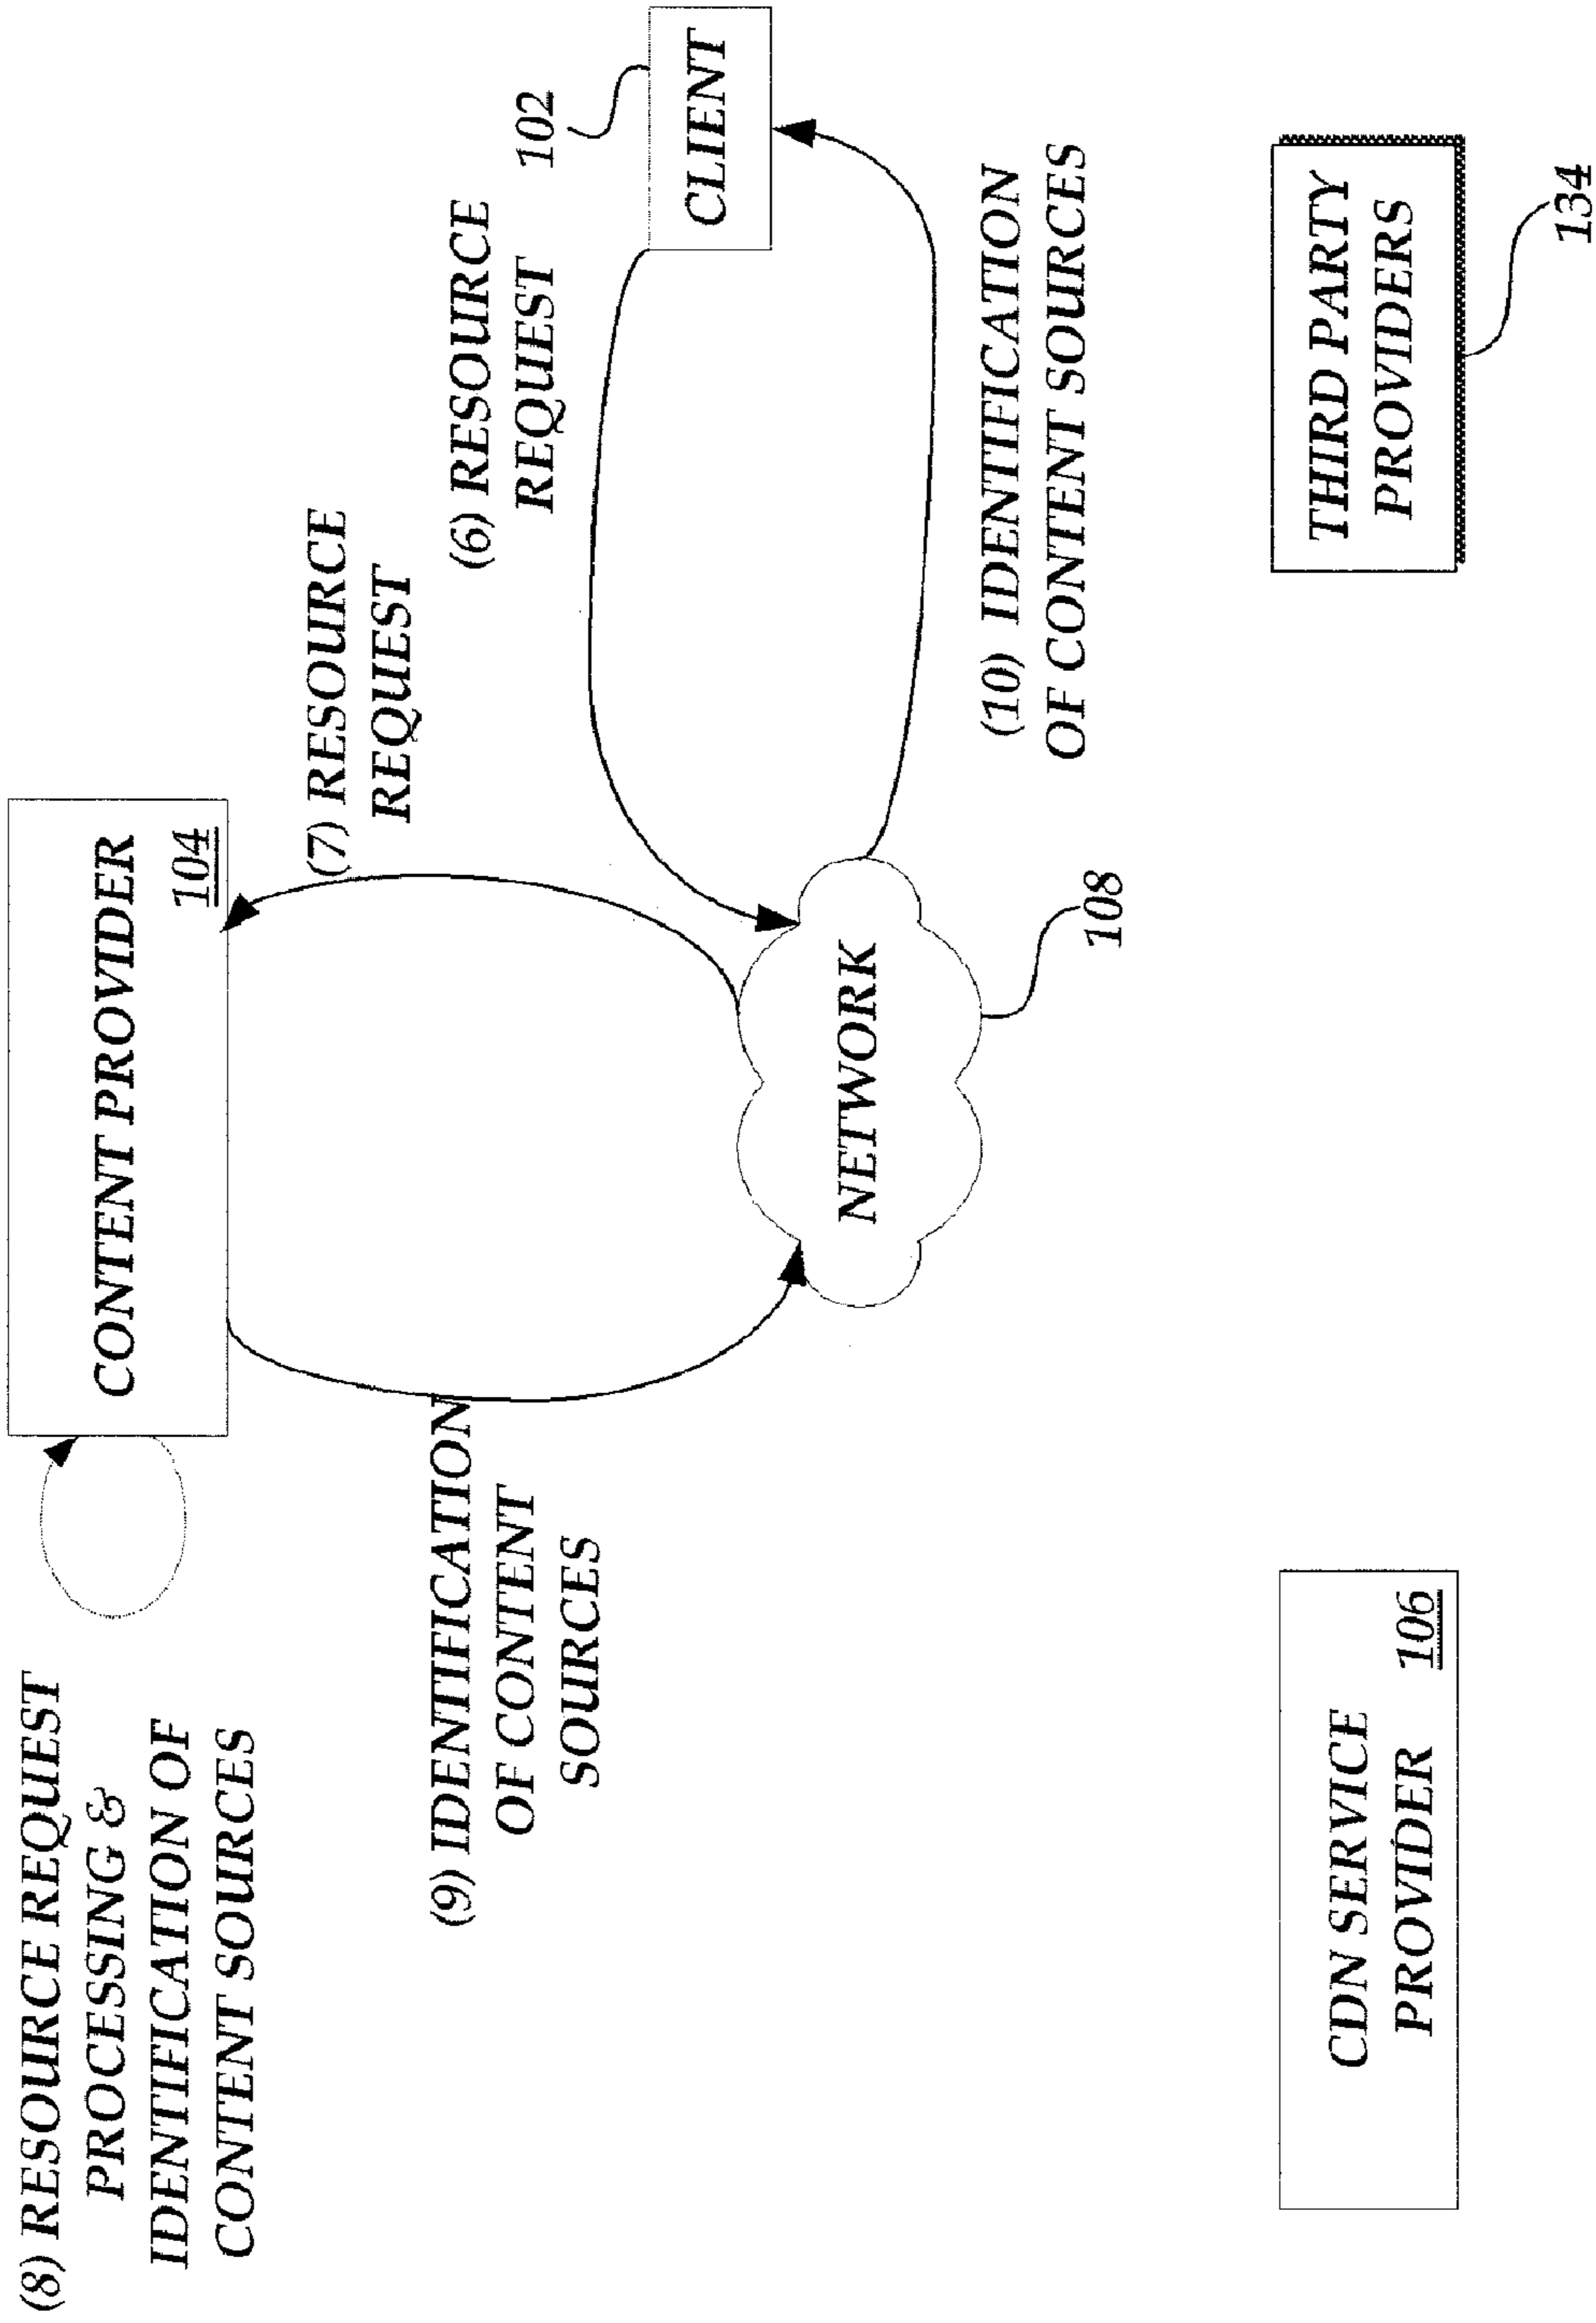 (8) RESOURCE REQUEST
PROCESSING &
IDENTIFICATION OF
CONTENT SOURCES
CONTENT PROVIDER
104
(7) RESOURCE
REQUEST
(6) RESOURCE
REQUEST
102
CLIENT
(9) IDENTIFICATION
OF CONTENT
SOURCES
NETWORK
108
(10) IDENTIFICATION
OF CONTENT SOURCES
CDN SERVICE
PROVIDER
106
THIRD PARTY
PROVIDERS
134